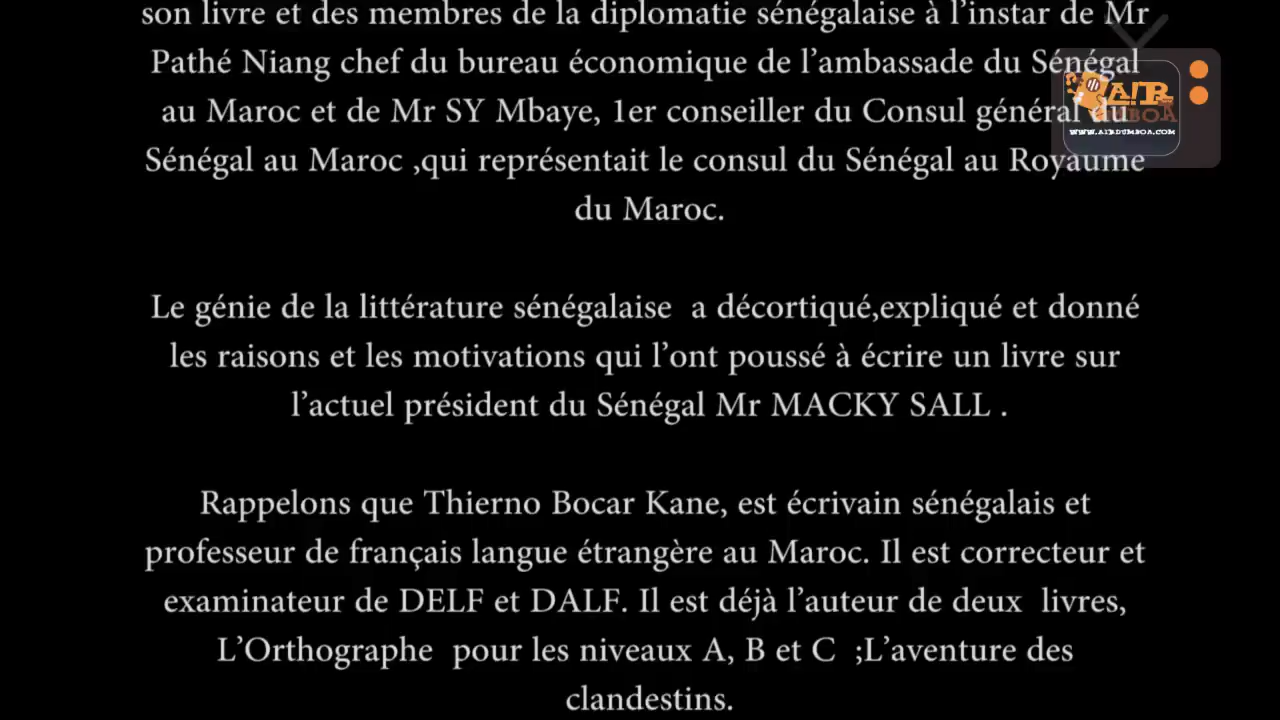 son livre et des membres de la diplomatie sénégalaise à l’instar de Mr
Pathé Niang chef du bureau économique de l’ambassade du Sénégal
au Maroc et de Mr SY Mbaye, 1er conseiller du Consul général du
Sénégal au Maroc ,qui représentait le consul du Sénégal au Royaume
du Maroc.
Le génie de la littérature sénégalaise  a décortiqué,expliqué et donné
les raisons et les motivations qui l’ont poussé à écrire un livre sur
l’actuel président du Sénégal Mr MACKY SALL .
Rappelons que Thierno Bocar Kane, est écrivain sénégalais et
professeur de français langue étrangère au Maroc. Il est correcteur et
examinateur de DELF et DALF. Il est déjà l’auteur de deux  livres,
L’Orthographe  pour les niveaux A, B et C  ;L’aventure des
clandestins.
AIR
DUMBOA
WWW.AIRDUMBOA.COM